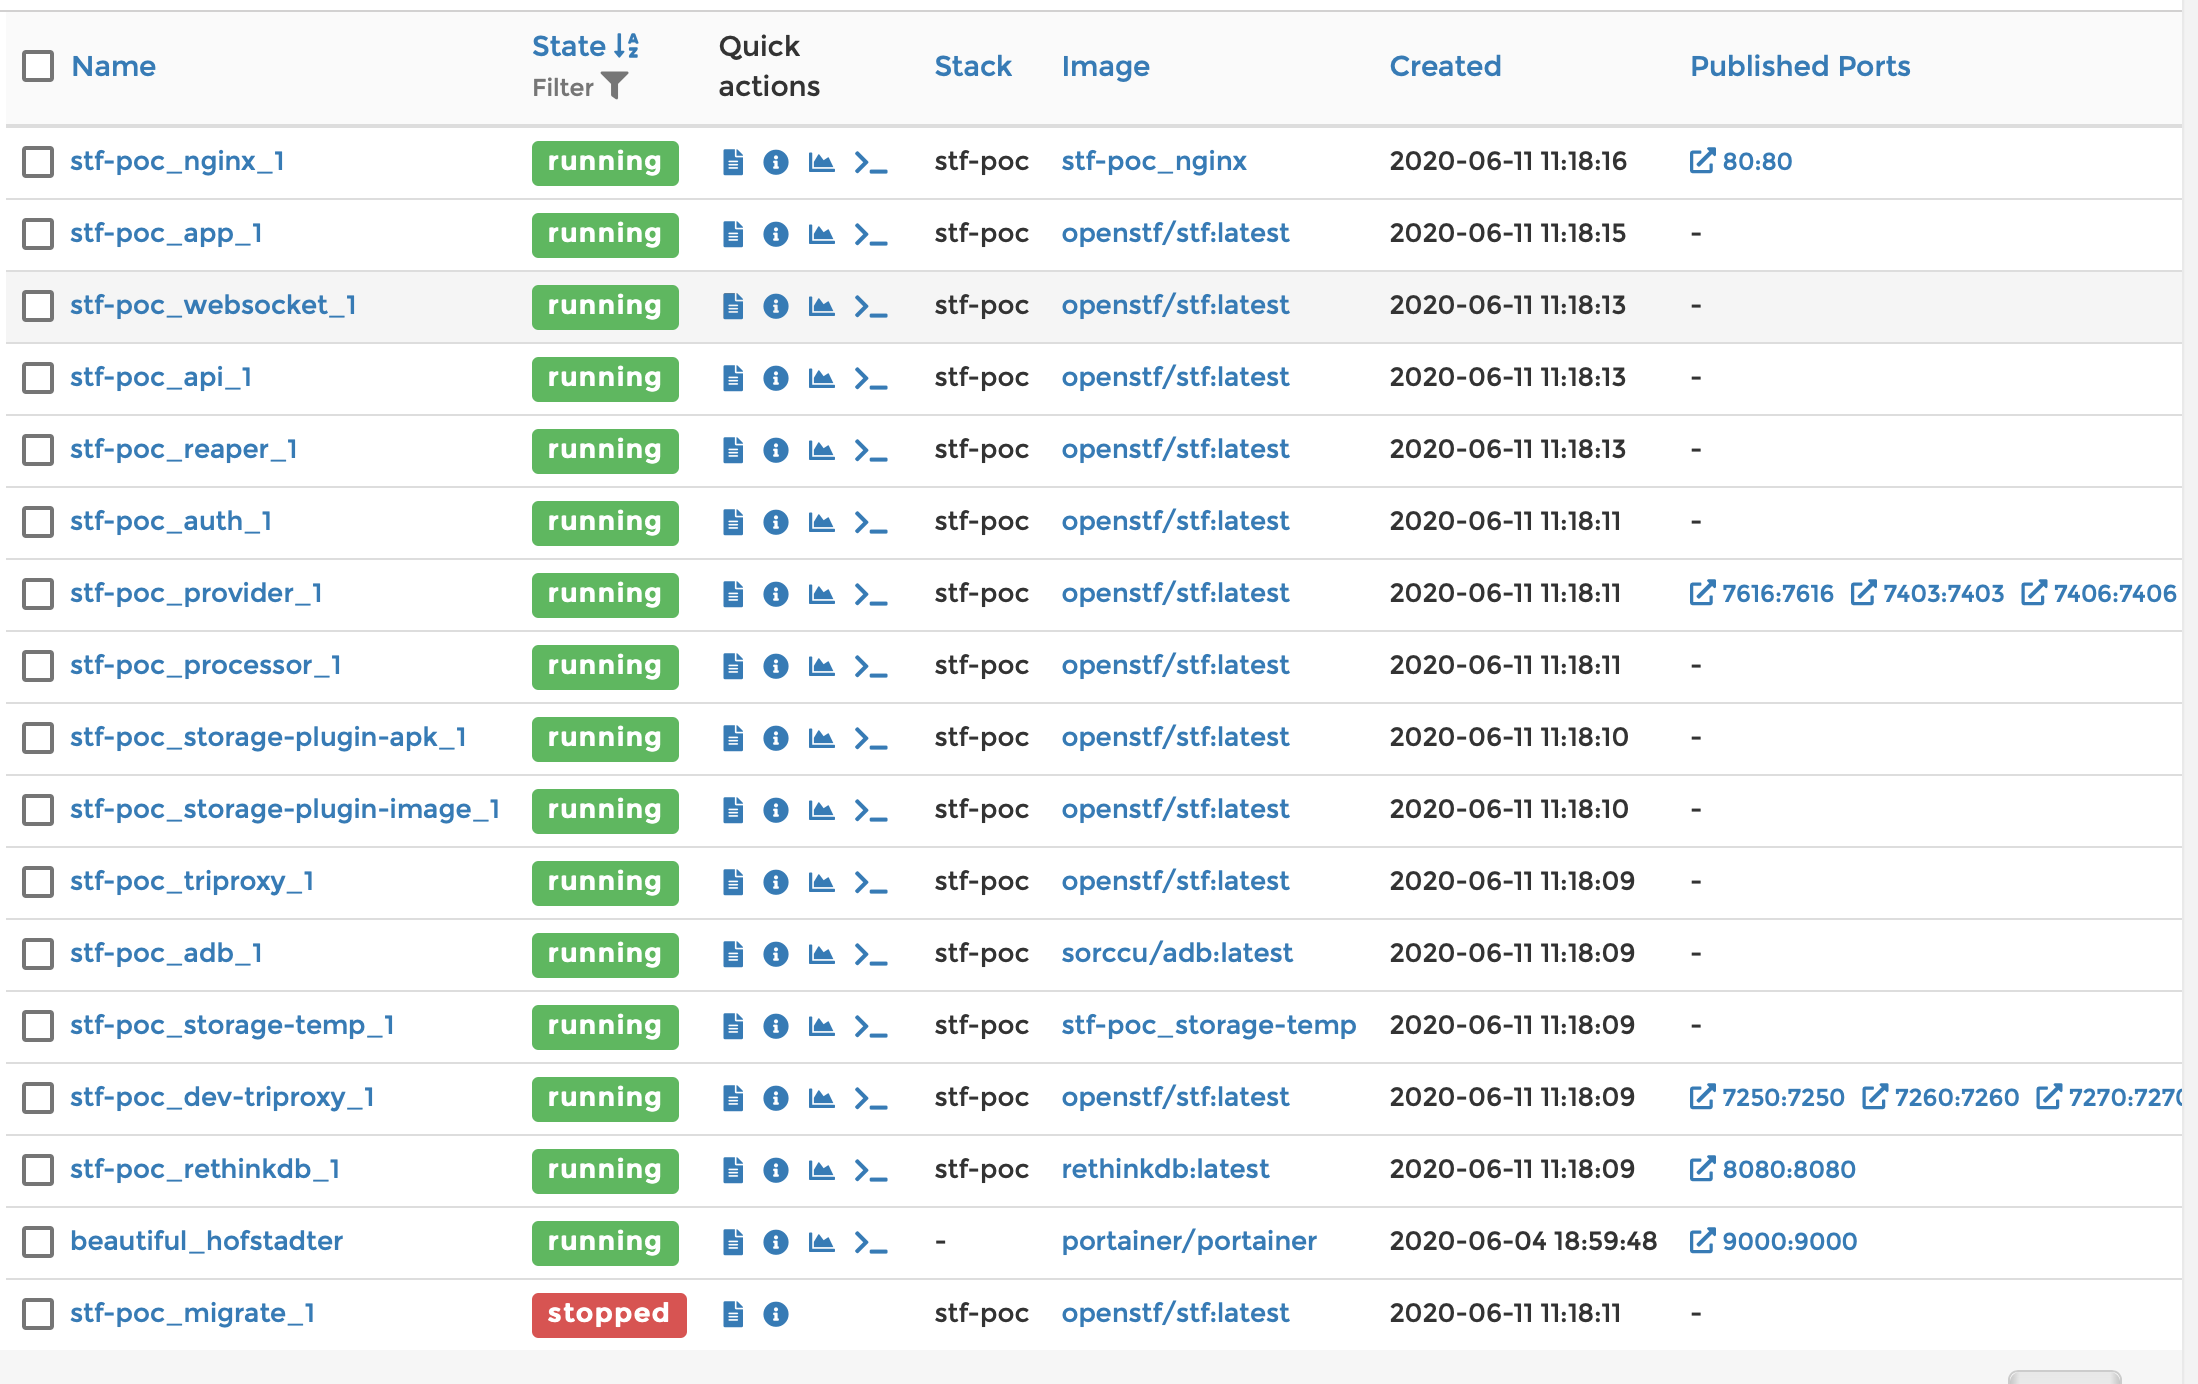 Name State Filter Quick actions Stack Image Created Published Ports
stf-poc_nginx_1 running stf-poc stf-poc_nginx 2020-06-11 11:18:16 80:80
stf-poc_app_1 running stf-poc openstf/stf:latest 2020-06-11 11:18:15 -
stf-poc_websocket_1 running stf-poc openstf/stf:latest 2020-06-11 11:18:13 -
stf-poc_api_1 running stf-poc openstf/stf:latest 2020-06-11 11:18:13 -
stf-poc_reaper_1 running stf-poc openstf/stf:latest 2020-06-11 11:18:13 -
stf-poc_auth_1 running stf-poc openstf/stf:latest 2020-06-11 11:18:11 -
stf-poc_provider_1 running stf-poc openstf/stf:latest 2020-06-11 11:18:11 7616:7616 7403:7403 7406:7406
stf-poc_processor_1 running stf-poc openstf/stf:latest 2020-06-11 11:18:11 -
stf-poc_storage-plugin-apk_1 running stf-poc openstf/stf:latest 2020-06-11 11:18:10 -
stf-poc_storage-plugin-image_1 running stf-poc openstf/stf:latest 2020-06-11 11:18:10 -
stf-poc_triproxy_1 running stf-poc openstf/stf:latest 2020-06-11 11:18:09 -
stf-poc_adb_1 running stf-poc sorccu/adb:latest 2020-06-11 11:18:09 -
stf-poc_storage-temp_1 running stf-poc stf-poc_storage-temp 2020-06-11 11:18:09 -
stf-poc_dev-triproxy_1 running stf-poc openstf/stf:latest 2020-06-11 11:18:09 7250:7250 7260:7260 7270:7270
stf-poc_rethinkdb_1 running stf-poc rethinkdb:latest 2020-06-11 11:18:09 8080:8080
beautiful_hofstadter running - portainer/portainer 2020-06-04 18:59:48 9000:9000
stf-poc_migrate_1 stopped stf-poc openstf/stf:latest 2020-06-11 11:18:11 -